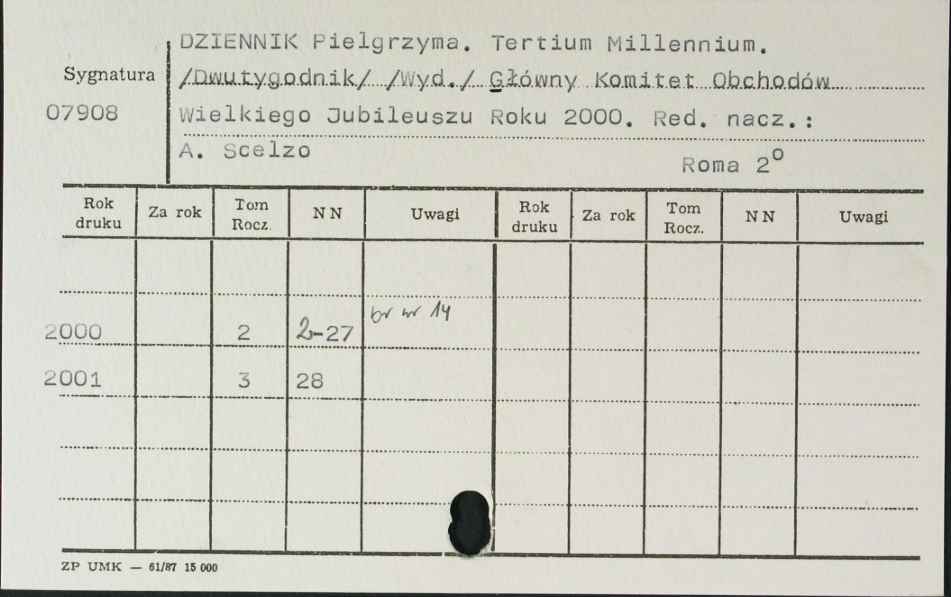 DZIENNIK Pielgrzyma. Tertium Millennium.
Sygnatura /Dwutygodnik/ /Wyd./ Główny Komitet Obchodów
07908 Wielkiego Jubileuszu Roku 2000. Red. nacz.:
A. Scelzo
Roma 2°
Rok druku Za rok Tom Rocz. N N Uwagi Rok druku Za rok Tom Rocz. N N Uwagi
2000 2 2-27 br nr 14
2001 3 28
ZP UMK — 61/87 15 000